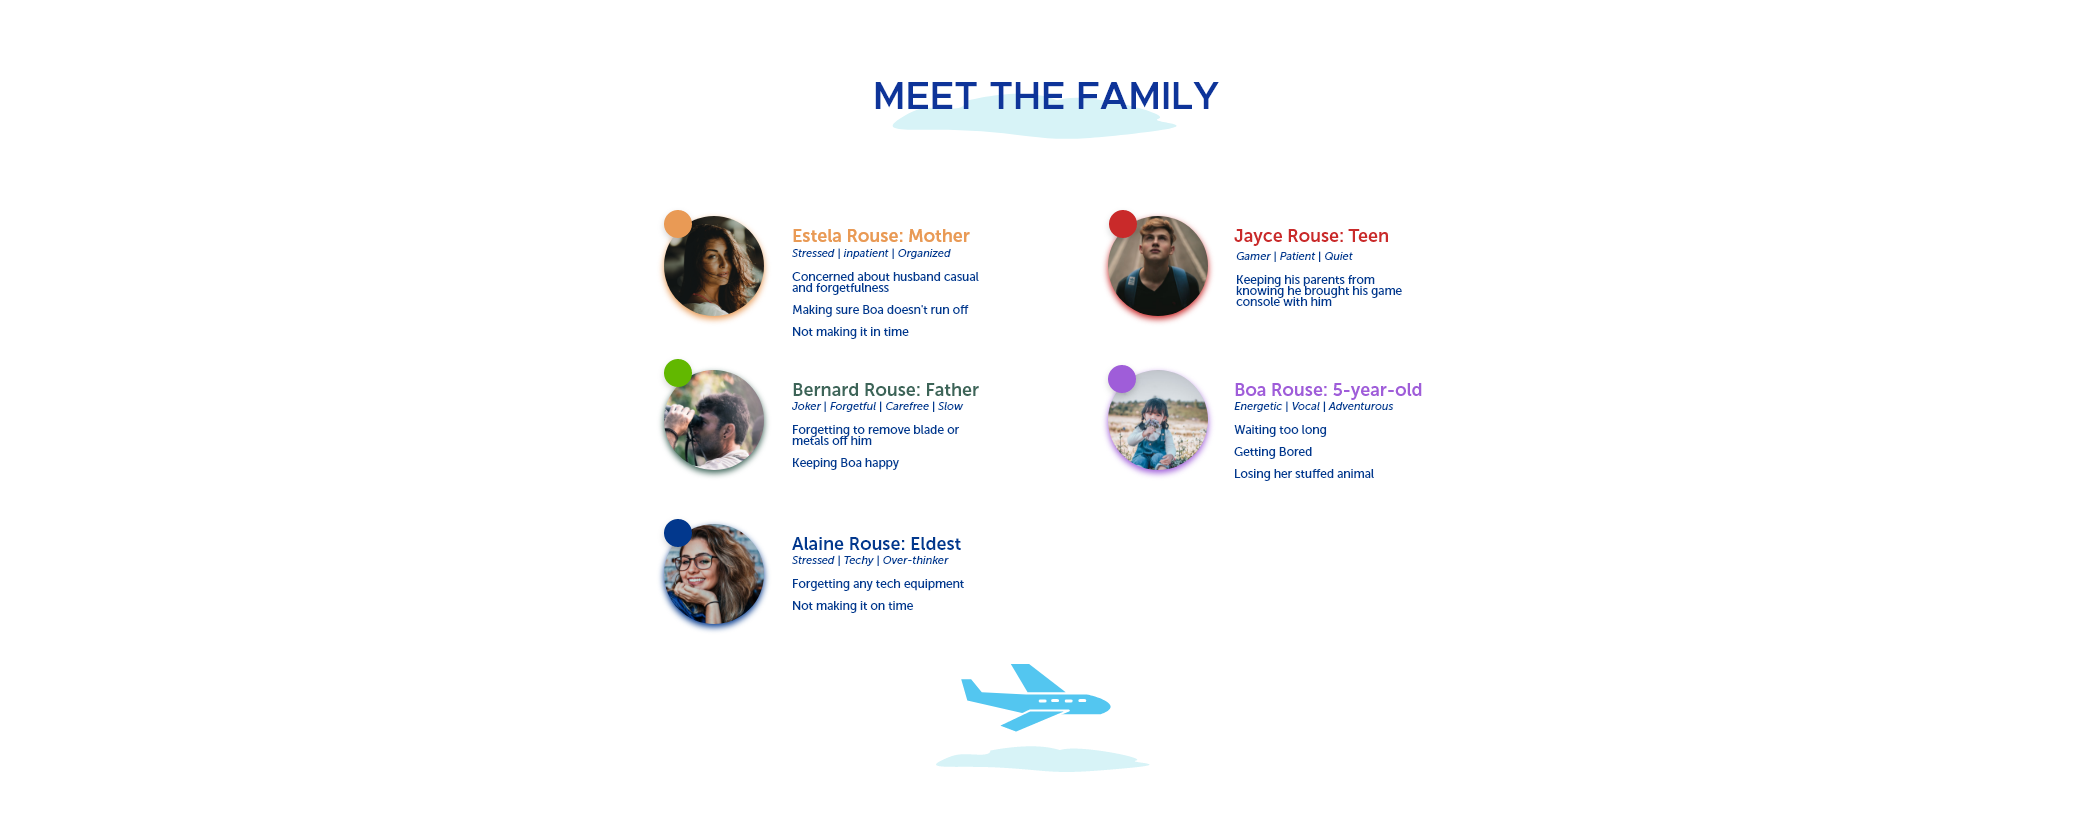 MEET THE FAMILY
Estela Rouse: Mother
Stressed | inpatient | Organized
Concerned about husband casual
and forgetfulness
Making sure Boa doesn't run off
Not making it in time
Jayce Rouse: Teen
Gamer | Patient | Quiet
Keeping his parents from
knowing he brought his game
console with him
Bernard Rouse: Father
Joker | Forgetful | Carefree | Slow
Forgetting to remove blade or
metals off him
Keeping Boa happy
Boa Rouse: 5-year-old
Energetic | Vocal | Adventurous
Waiting too long
Getting Bored
Losing her stuffed animal
Alaine Rouse: Eldest
Stressed | Techy | Over-thinker
Forgetting any tech equipment
Not making it on time